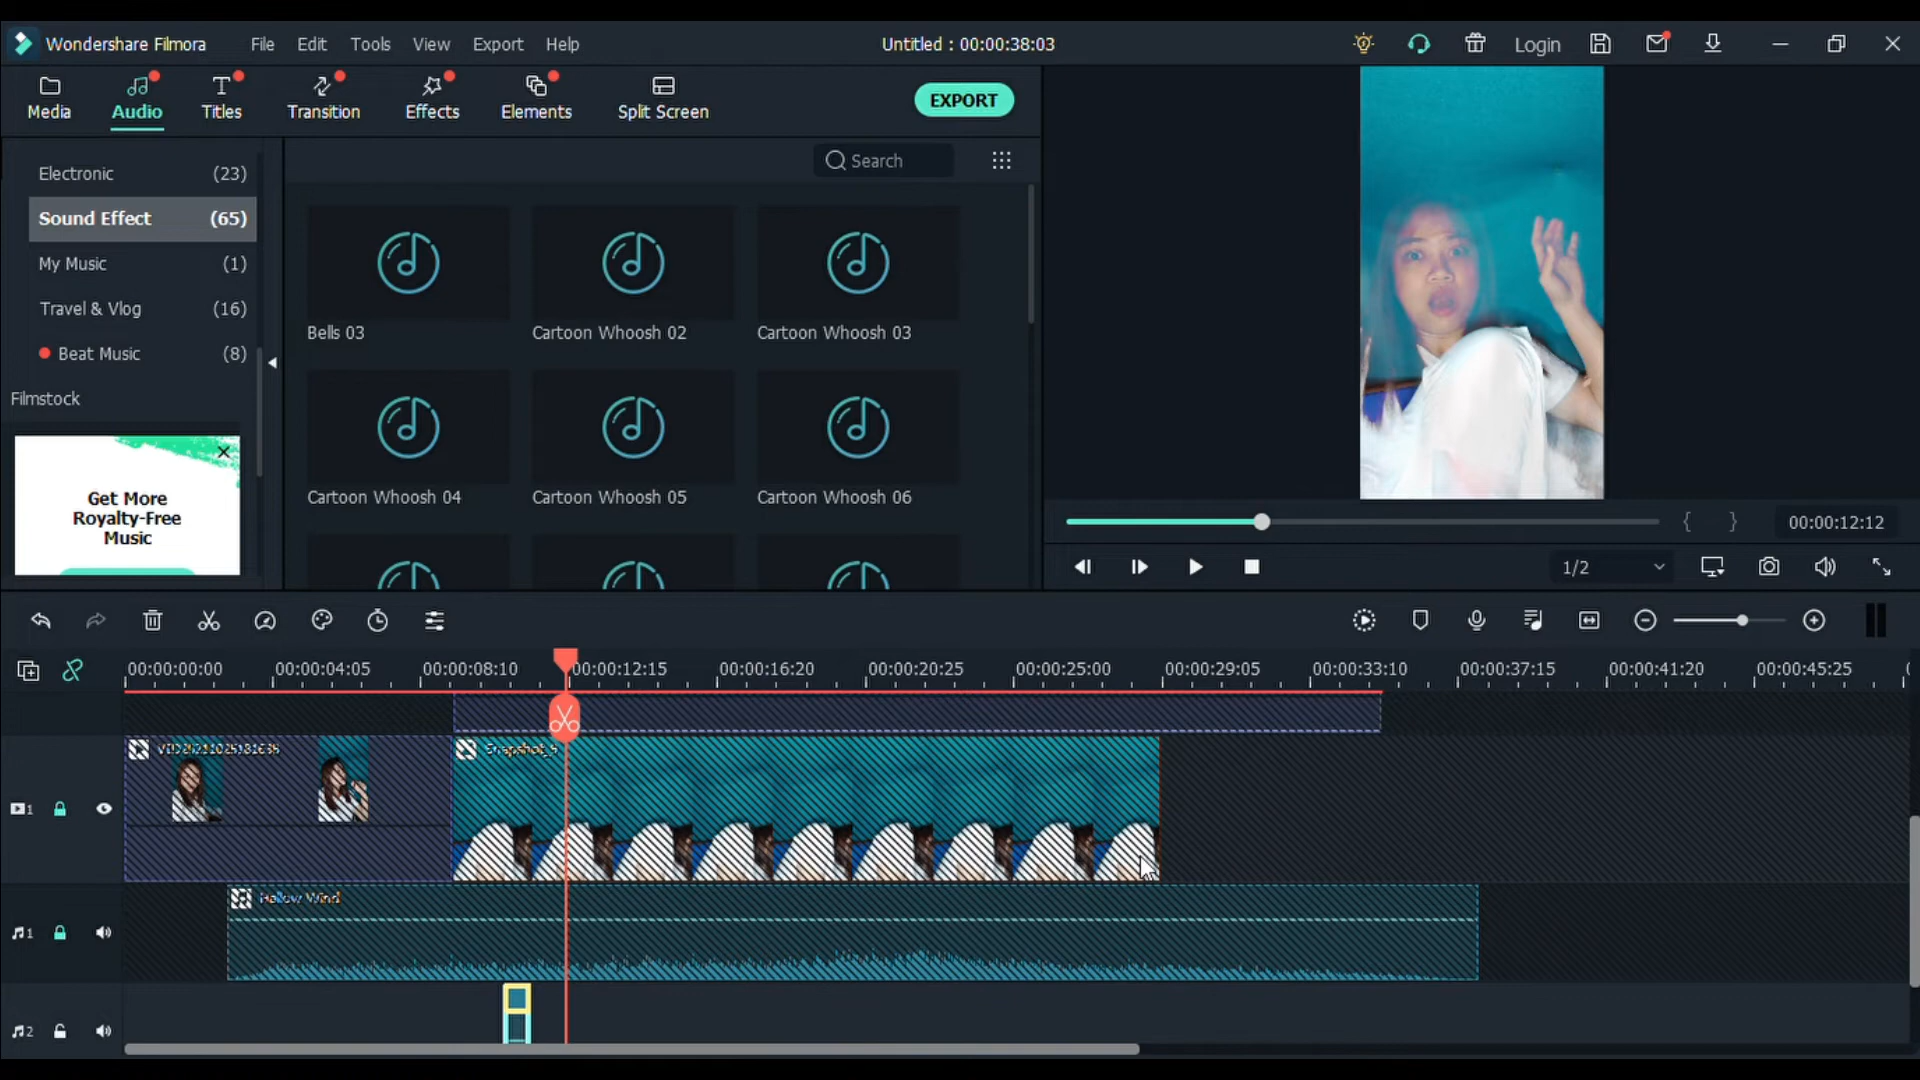 Wondershare Filmora
File Edit Tools View Export Help
Untitled : 00:00:38:03
Login
Media
Audio
Titles
Transition
Effects
Elements
Split Screen
EXPORT
Electronic (23)
Sound Effect (65)
My Music (1)
Travel & Vlog (16)
Beat Music (8)
Filmstock
Get More
Royalty-Free
Music
Search
Bells 03
Cartoon Whoosh 02
Cartoon Whoosh 03
Cartoon Whoosh 04
Cartoon Whoosh 05
Cartoon Whoosh 06
{ } 00:00:12:12
1/2
00:00:00:00 00:00:04:05 00:00:08:10 00:00:12:15 00:00:16:20 00:00:20:25 00:00:25:00 00:00:29:05 00:00:33:10 00:00:37:15 00:00:41:20 00:00:45:25
1
Hallow Wind
1
2